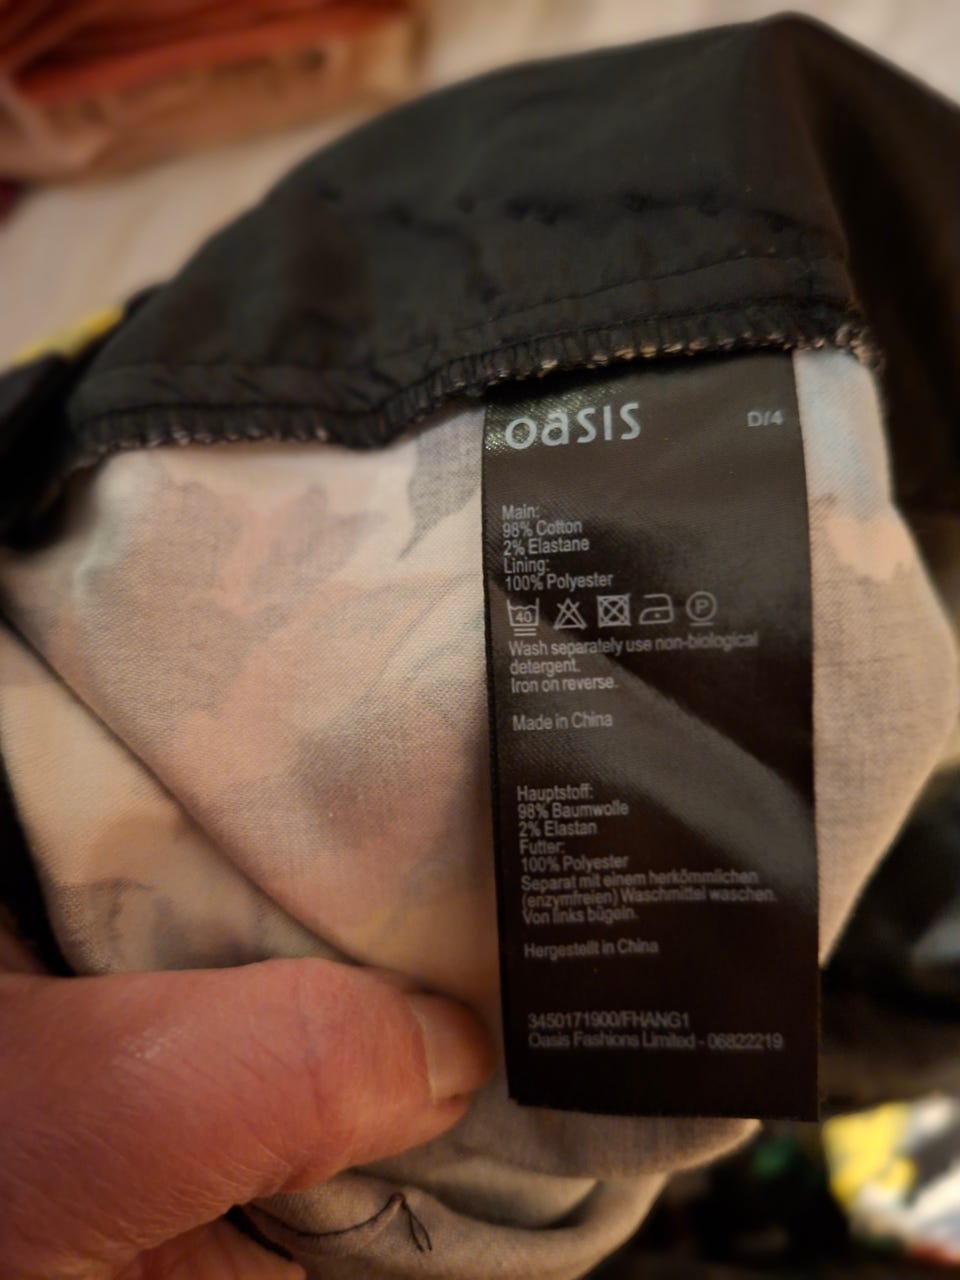 oasis
D/4
Main:
98% Cotton
2% Elastane
Lining:
100% Polyester
40
P
Wash separately use non-biological
detergent.
Iron on reverse.
Made in China
Hauptstoff:
98% Baumwolle
2% Elastan
Futter:
100% Polyester
Separat mit einem herkömmlichen
(enzymfreien) Waschmittel waschen.
Von links bügeln.
Hergestellt in China
3450171900/FHANG1
Oasis Fashions Limited - 06822219